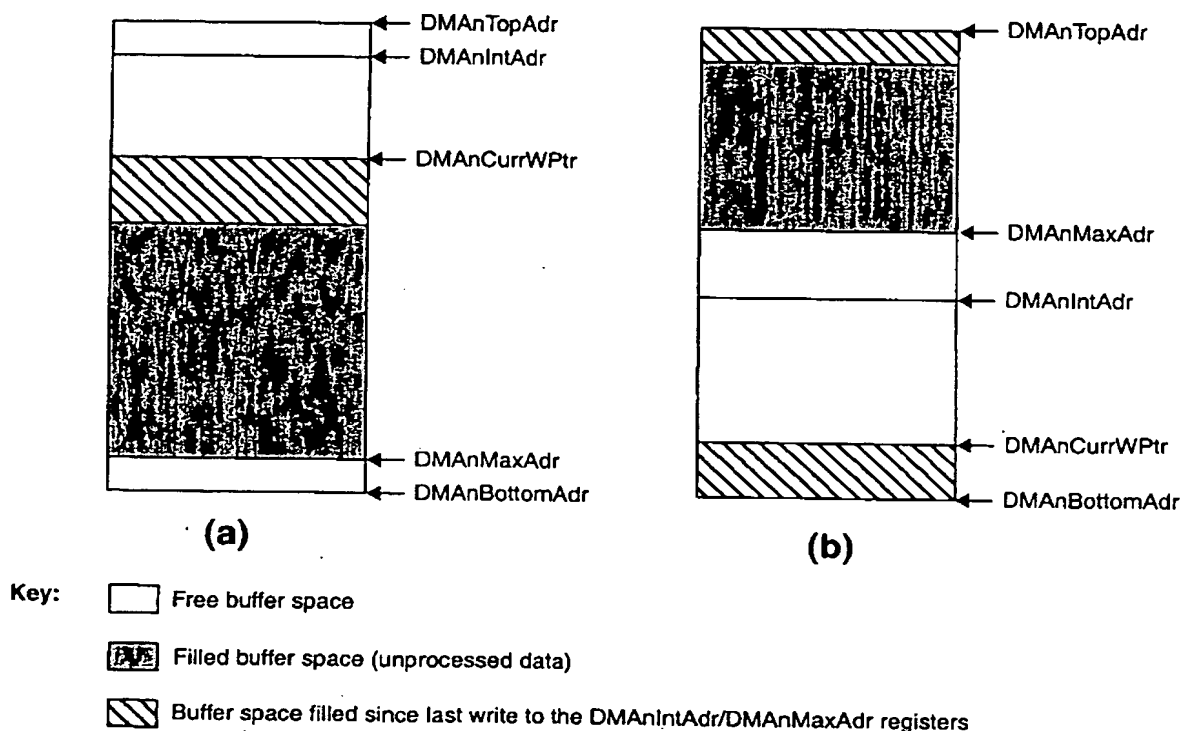 DMAnTopAdr
DMAnIntAdr
DMAnCurrWPtr
DMAnMaxAdr
DMAnBottomAdr
(a)
DMAnTopAdr
DMAnMaxAdr
DMAnIntAdr
DMAnCurrWPtr
DMAnBottomAdr
(b)
Key:
Free buffer space
Filled buffer space (unprocessed data)
Buffer space filled since last write to the DMAnIntAdr/DMAnMaxAdr registers